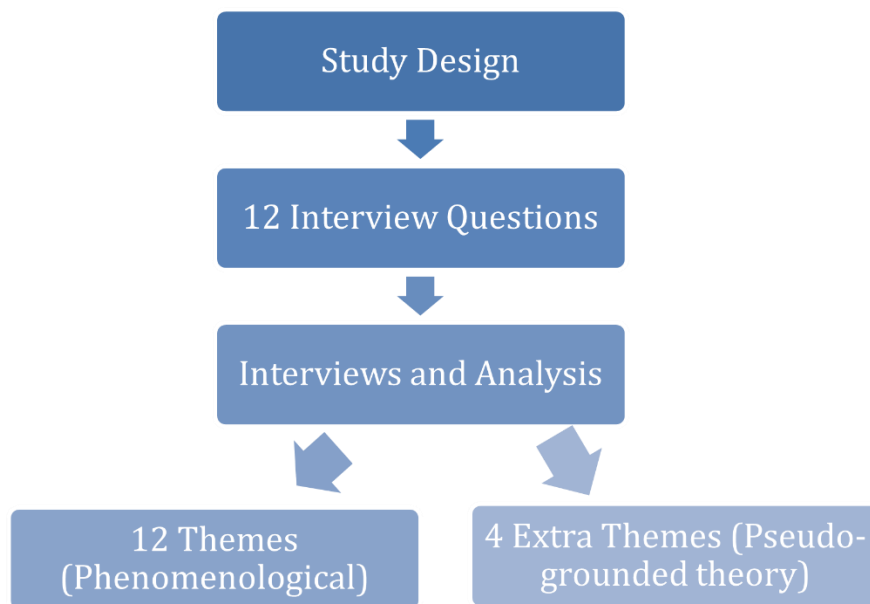 Study Design
12 Interview Questions
Interviews and Analysis
12 Themes
(Phenomenological)
4 Extra Themes (Pseudo-
grounded theory)